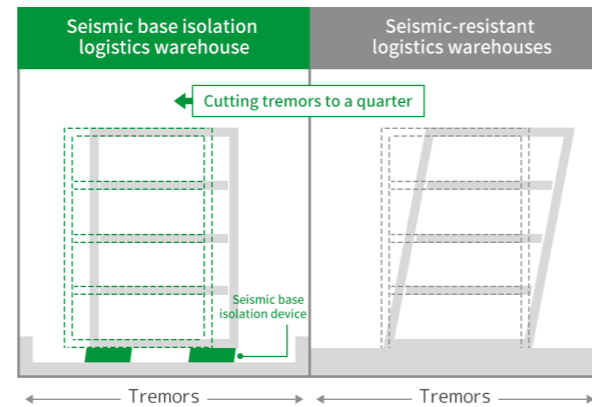 Seismic base isolation
logistics warehouse
Seismic-resistant
logistics warehouses
Cutting tremors to a quarter
Seismic base
isolation device
Tremors
Tremors